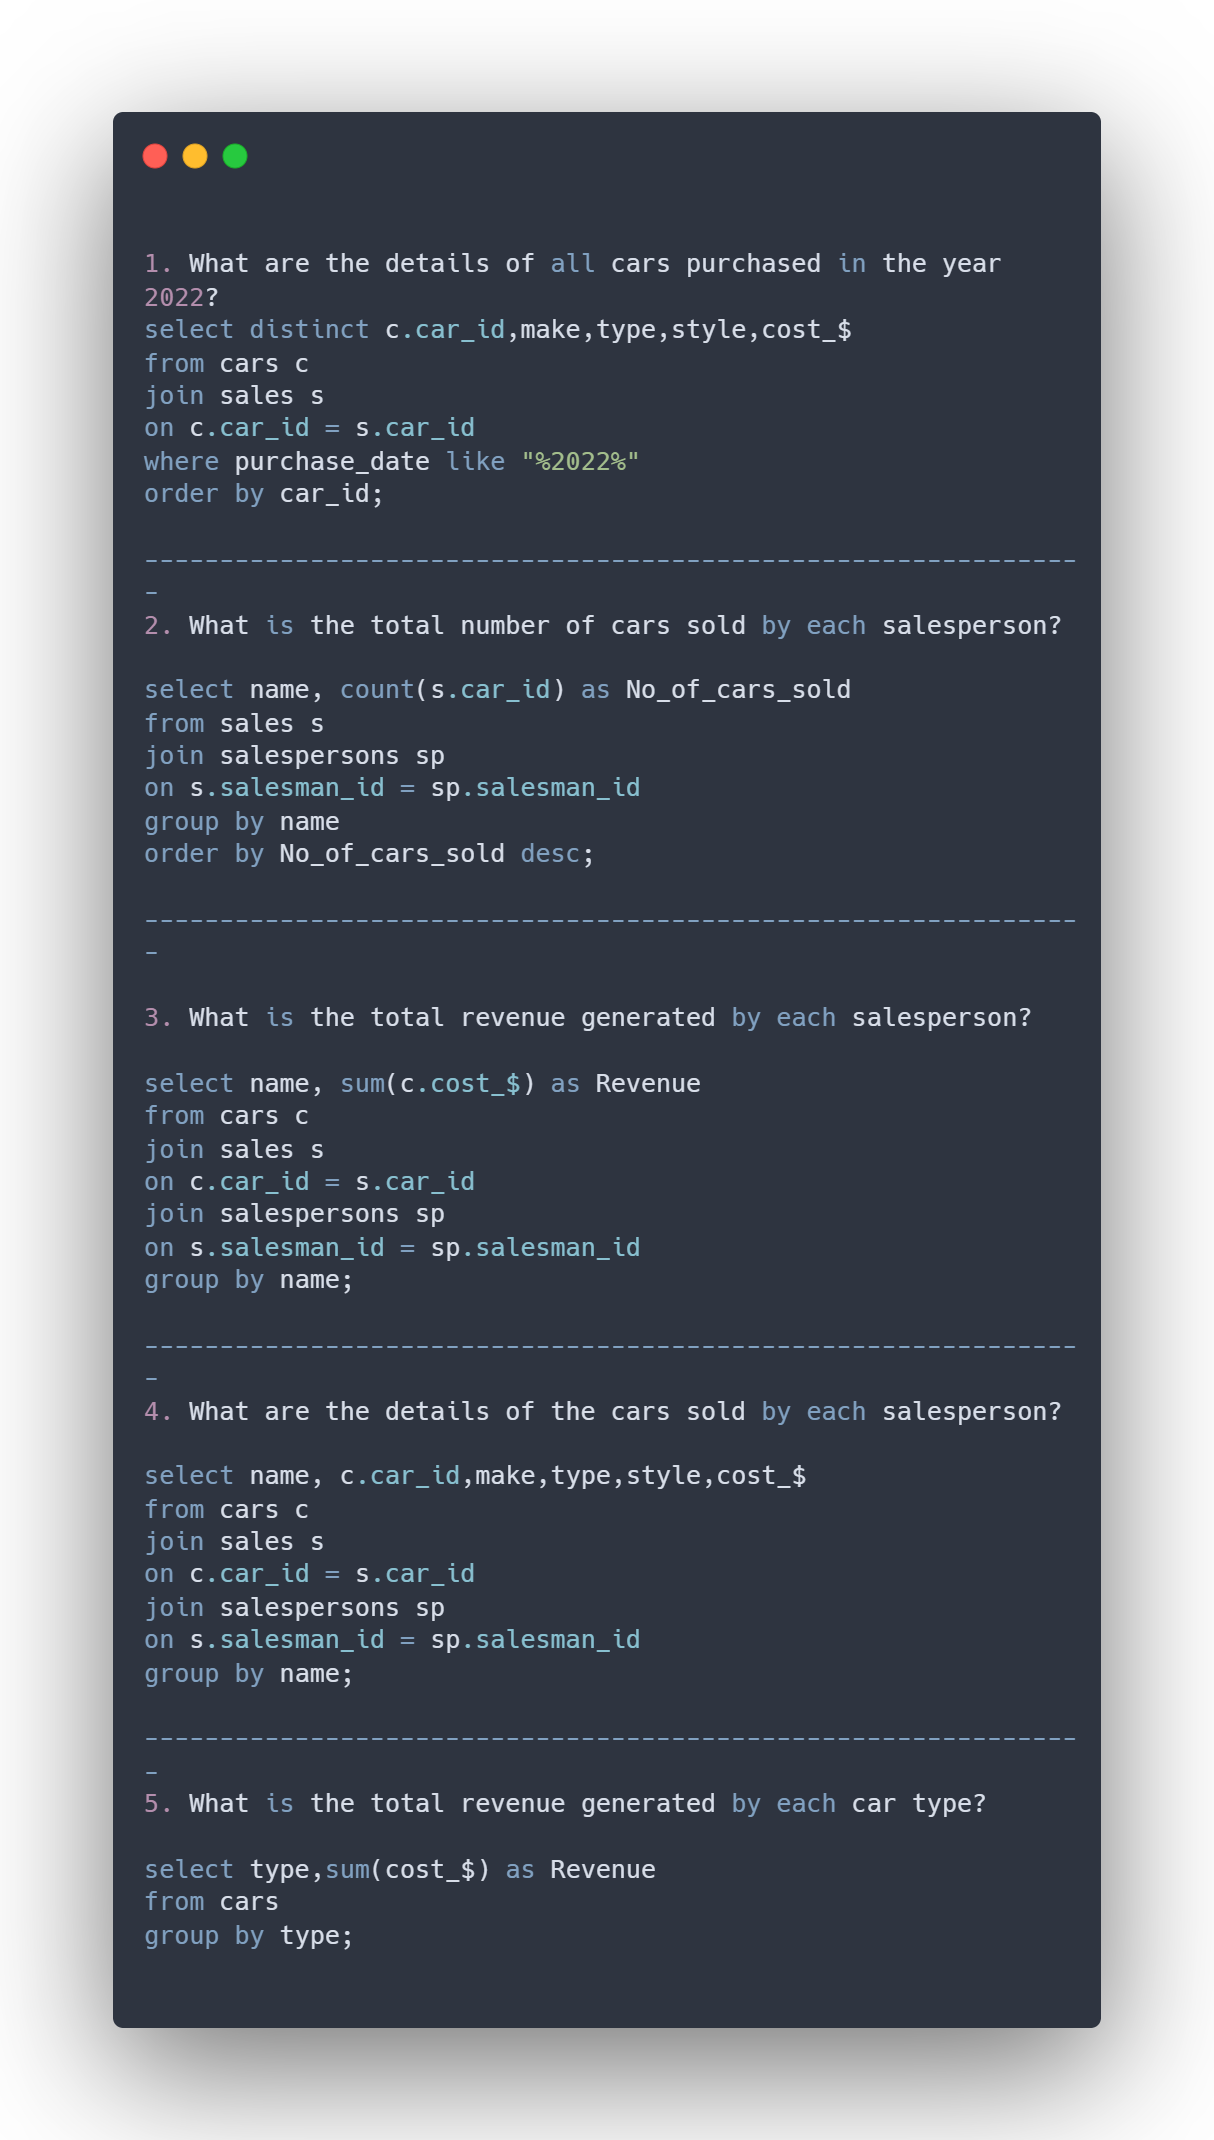 1. What are the details of all cars purchased in the year
2022?
select distinct c.car_id,make,type,style,cost_$
from cars c
join sales s
on c.car_id = s.car_id
where purchase_date like "%2022%"
order by car_id;
--------------------------------------------------------------
-
2. What is the total number of cars sold by each salesperson?
select name, count(s.car_id) as No_of_cars_sold
from sales s
join salespersons sp
on s.salesman_id = sp.salesman_id
group by name
order by No_of_cars_sold desc;
--------------------------------------------------------------
-
3. What is the total revenue generated by each salesperson?
select name, sum(c.cost_$) as Revenue
from cars c
join sales s
on c.car_id = s.car_id
join salespersons sp
on s.salesman_id = sp.salesman_id
group by name;
--------------------------------------------------------------
-
4. What are the details of the cars sold by each salesperson?
select name, c.car_id,make,type,style,cost_$
from cars c
join sales s
on c.car_id = s.car_id
join salespersons sp
on s.salesman_id = sp.salesman_id
group by name;
--------------------------------------------------------------
-
5. What is the total revenue generated by each car type?
select type,sum(cost_$) as Revenue
from cars
group by type;